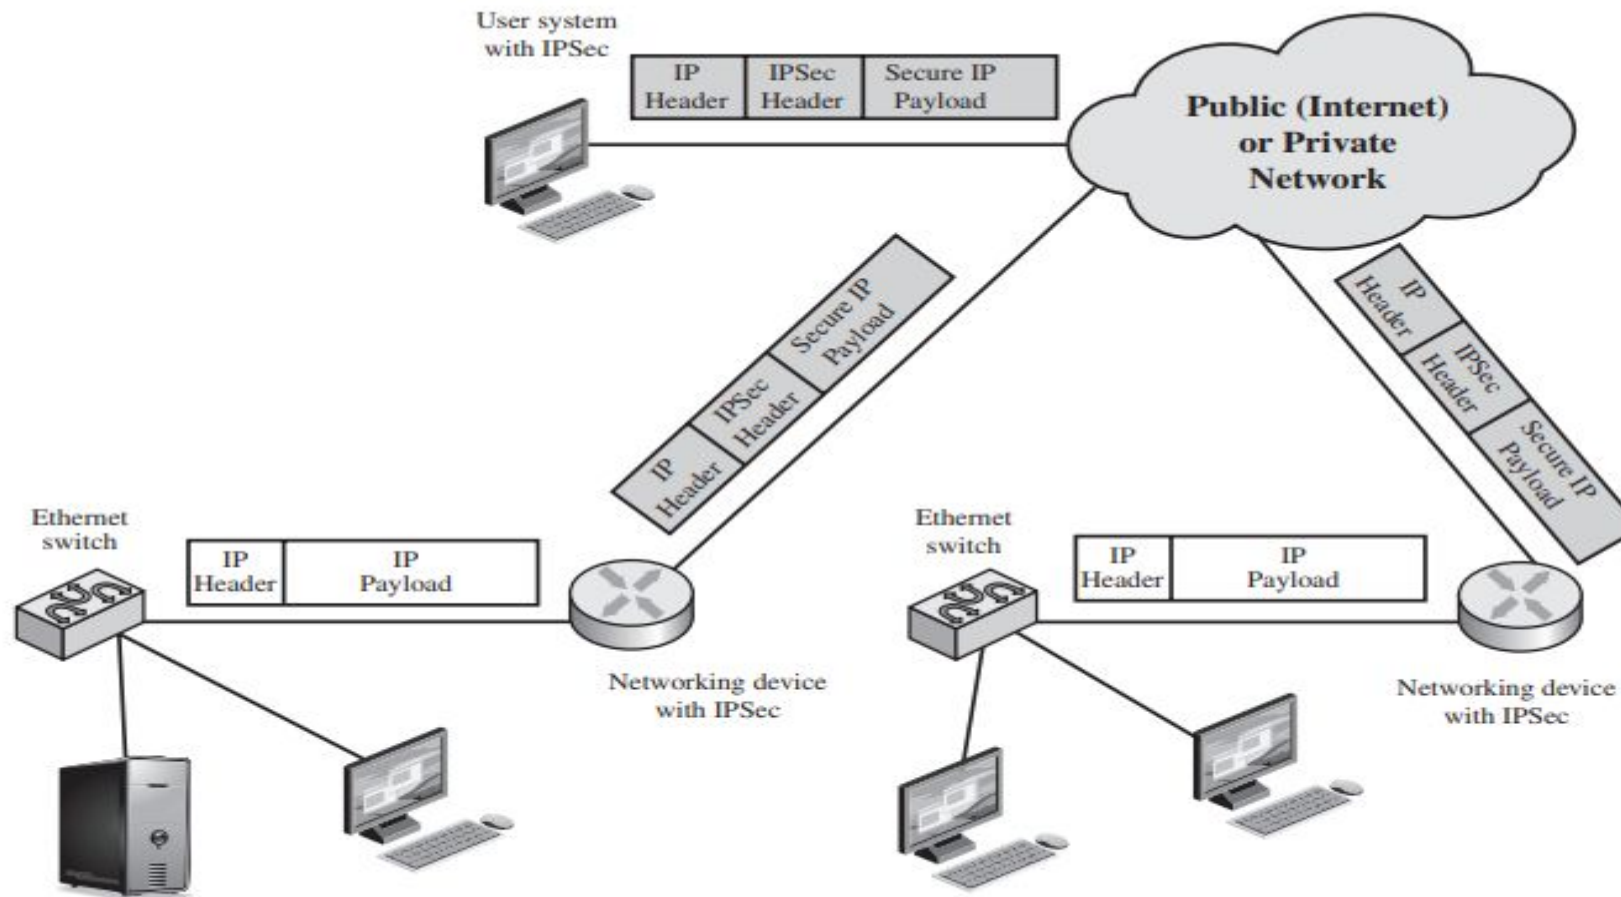 User system
with IPSec
IP
Header
IPSec
Header
Secure IP
Payload
Public (Internet)
or Private
Network
IP
Header
IPSec
Header
Secure IP
Payload
IP
Header
IPSec
Header
Secure IP
Payload
Ethernet
switch
IP
Header
IP
Payload
Networking device
with IPSec
Ethernet
switch
IP
Header
IP
Payload
Networking device
with IPSec